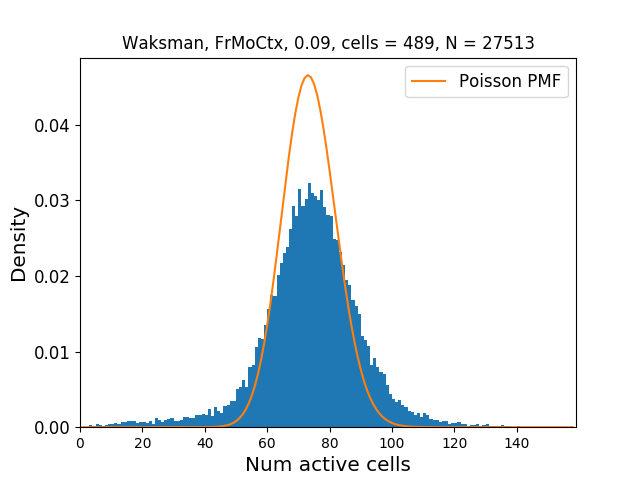 Waksman, FrMoCtx, 0.09, cells = 489, N = 27513
Poisson PMF
Density
0.04
0.03
0.02
0.01
0.00
0 20 40 60 80 100 120 140
Num active cells